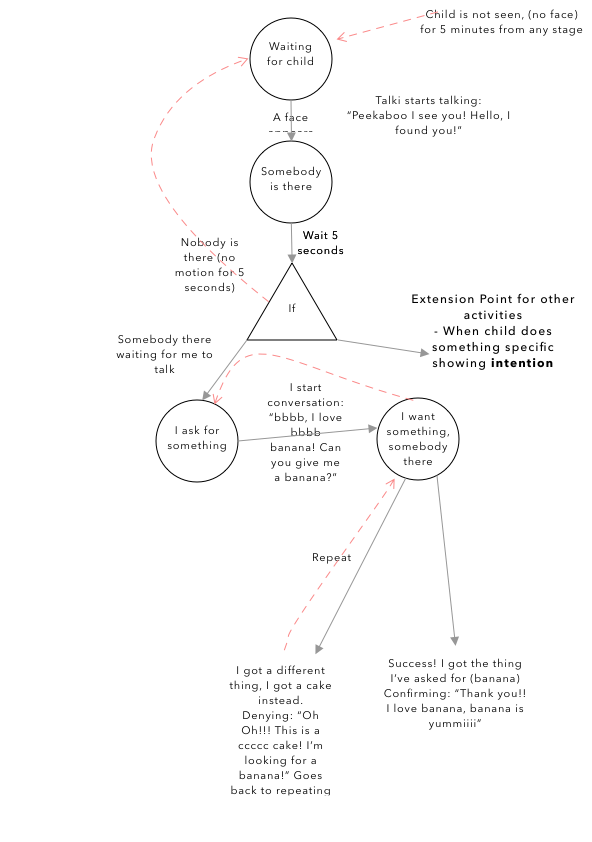 Child is not seen, (no face)
for 5 minutes from any stage
Waiting
for child
Talki starts talking:
“Peekaboo I see you! Hello, I
found you!”
A face
Somebody
is there
Wait 5
seconds
Nobody is
there (no
motion for 5
seconds)
If
Extension Point for other
activities
- When child does
something specific
showing intention
Somebody there
waiting for me to
talk
I start
conversation:
“bbbb, I love
bbbb
banana! Can
you give me
a banana?”
I ask for
something
I want
something,
somebody
there
Repeat
I got a different
thing, I got a cake
instead.
Denying: “Oh
Oh!!! This is a
ccccc cake! I’m
looking for a
banana!” Goes
back to repeating
Success! I got the thing
I’ve asked for (banana)
Confirming: “Thank you!!
I love banana, banana is
yummiiii”